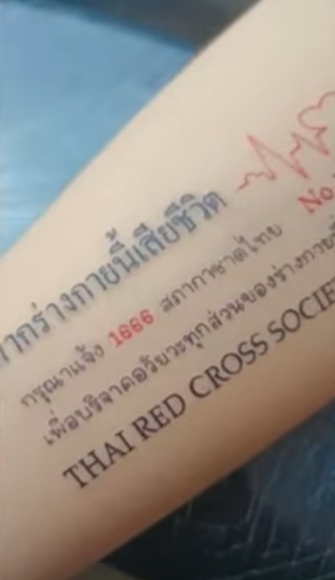 หากร่างกายนี้เสียชีวิต
No.
กรุณาแจ้ง 1666 สภากาชาดไทย
เพื่อบริจาคอวัยวะทุกส่วนของร่างกาย
THAI RED CROSS SOCIE